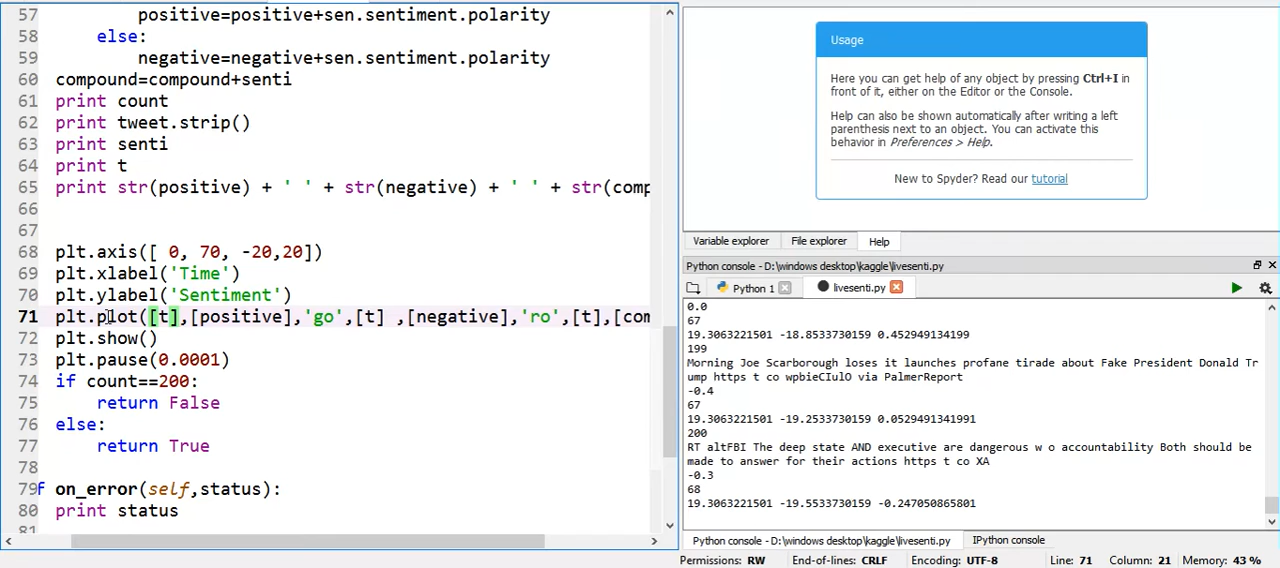 57 positive=positive+sen.sentiment.polarity
58 else:
59 negative=negative+sen.sentiment.polarity
60 compound=compound+senti
61 print count
62 print tweet.strip()
63 print senti
64 print t
65 print str(positive) + ' ' + str(negative) + ' ' + str(comp
66
67
68 plt.axis([ 0, 70, -20,20])
69 plt.xlabel('Time')
70 plt.ylabel('Sentiment')
71 plt.plot([t],[positive],'go',[t] ,[negative],'ro',[t],[com
72 plt.show()
73 plt.pause(0.0001)
74 if count==200:
75 return False
76 else:
77 return True
78
79 f on_error(self,status):
80 print status
81
Usage
Here you can get help of any object by pressing Ctrl+I in
front of it, either on the Editor or the Console.
Help can also be shown automatically after writing a left
parenthesis next to an object. You can activate this
behavior in Preferences > Help.
New to Spyder? Read our tutorial
Variable explorer File explorer Help
Python console - D:\windows desktop\kaggle\livesenti.py
Python 1 livesenti.py
0.0
67
19.3063221501 -18.8533730159 0.452949134199
199
Morning Joe Scarborough loses it launches profane tirade about Fake President Donald Tr
ump https t co wpbieCIulO via PalmerReport
-0.4
67
19.3063221501 -19.2533730159 0.0529491341991
200
RT altFBI The deep state AND executive are dangerous w o accountability Both should be
made to answer for their actions https t co XA
-0.3
68
19.3063221501 -19.5533730159 -0.247050865801
Python console - D:\windows desktop\kaggle\livesenti.py IPython console
Permissions: RW End-of-lines: CRLF Encoding: UTF-8 Line: 71 Column: 21 Memory: 43 %